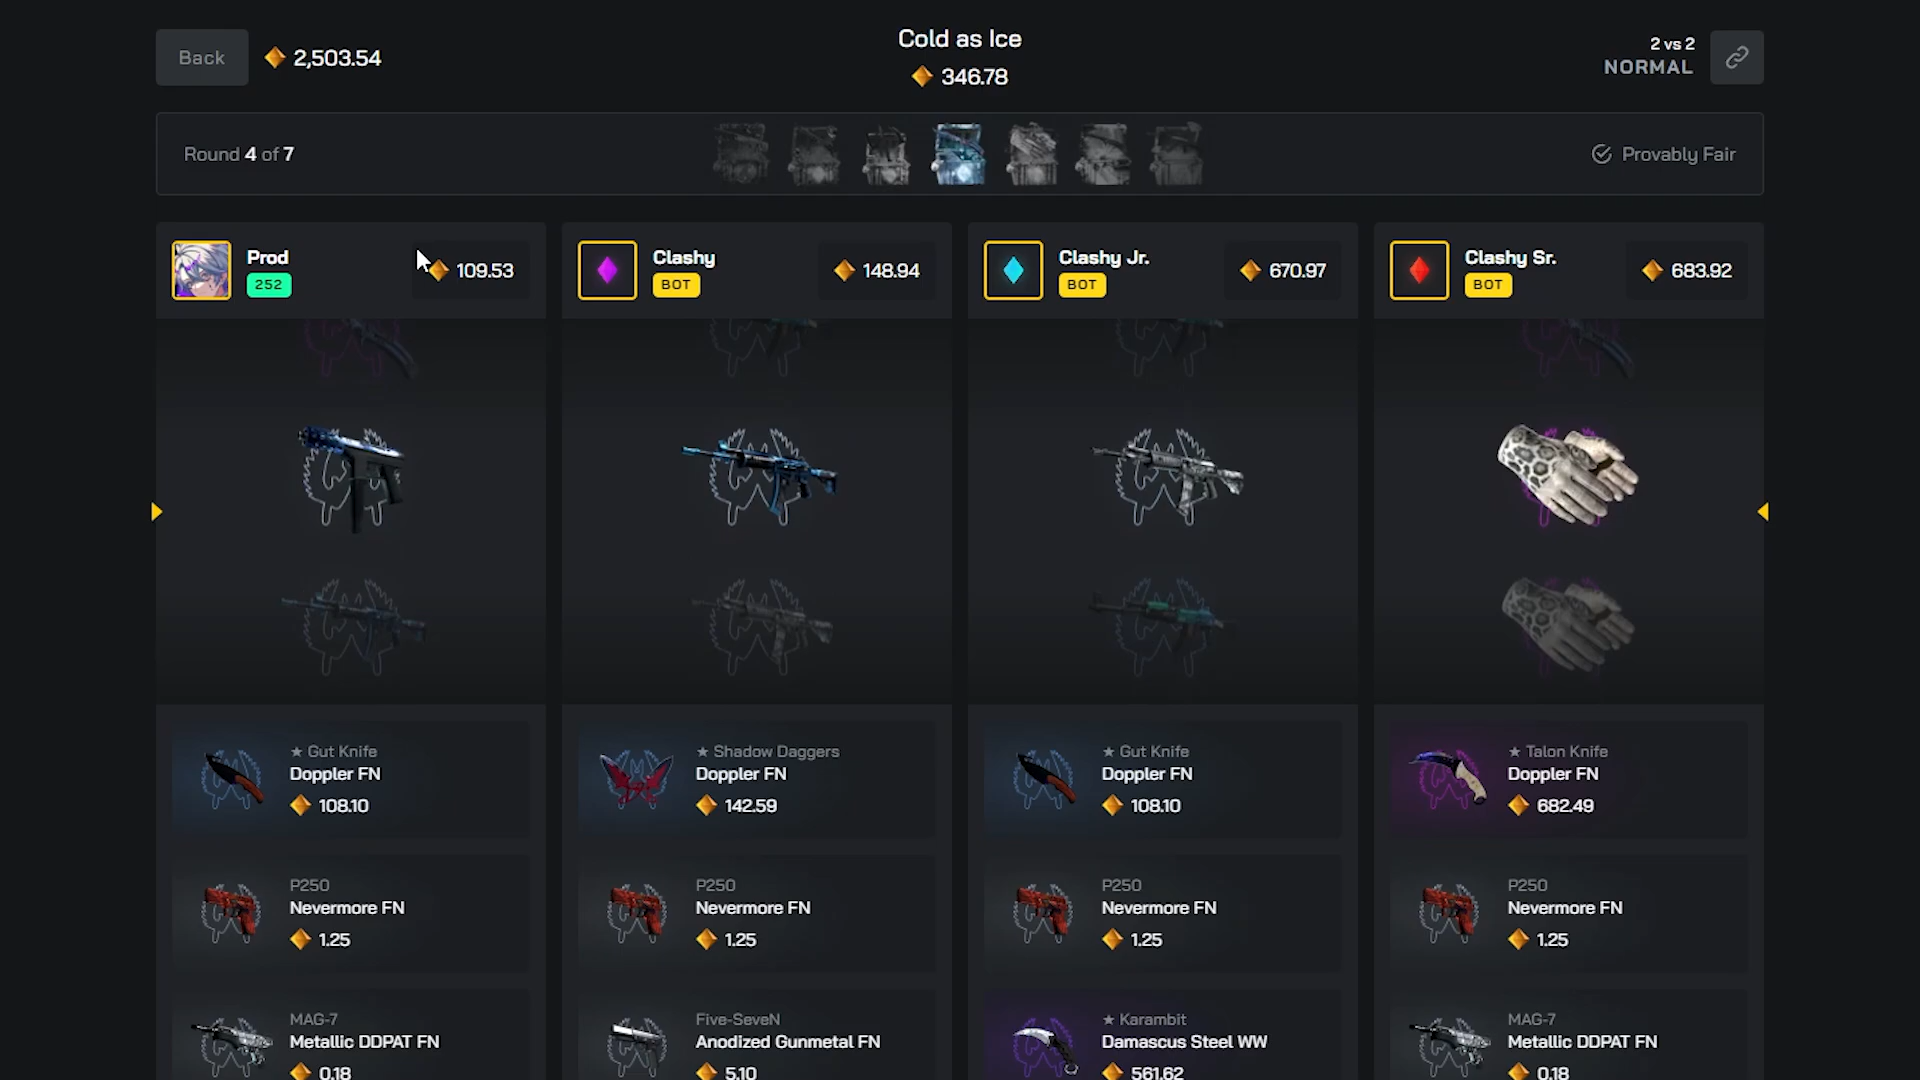 Back
2,503.54
Cold as Ice
346.78
2 vs 2
NORMAL
Round 4 of 7
Provably Fair
Prod
252
109.53
Clashy
BOT
148.94
Clashy Jr.
BOT
670.97
Clashy Sr.
BOT
683.92
★ Gut Knife
Doppler FN
108.10
★ Shadow Daggers
Doppler FN
142.59
★ Gut Knife
Doppler FN
108.10
★ Talon Knife
Doppler FN
682.49
P250
Nevermore FN
1.25
P250
Nevermore FN
1.25
P250
Nevermore FN
1.25
P250
Nevermore FN
1.25
MAG-7
Metallic DDPAT FN
0.18
Five-SeveN
Anodized Gunmetal FN
5.10
★ Karambit
Damascus Steel WW
561.62
MAG-7
Metallic DDPAT FN
0.18